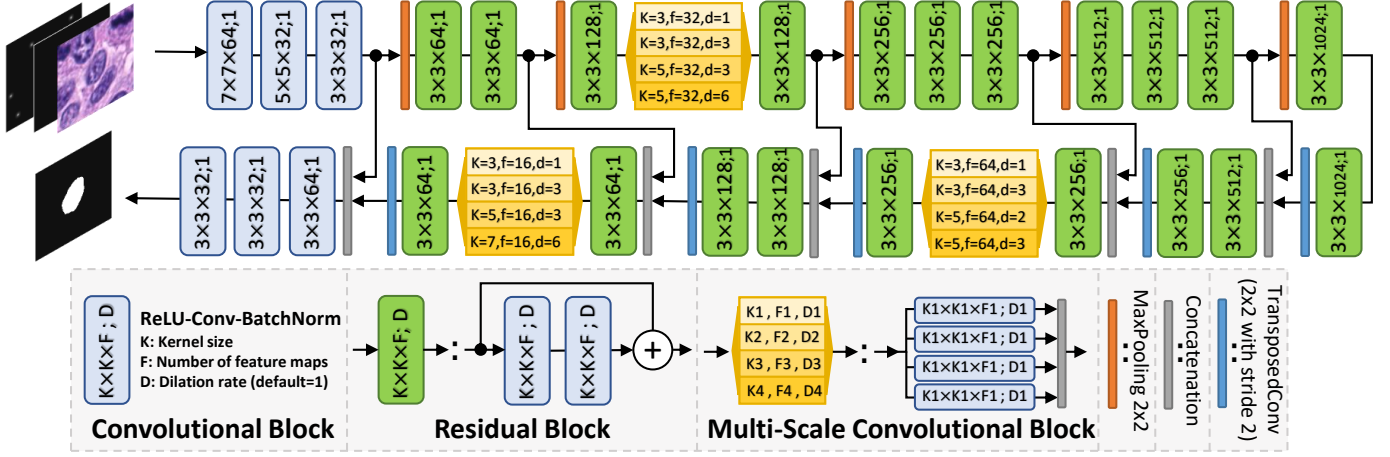 7×7×64;1
5×5×32;1
3×3×32;1
3×3×64;1
3×3×64;1
3×3×128;1
K=3,f=32,d=1
K=3,f=32,d=3
K=5,f=32,d=3
K=5,f=32,d=6
3×3×128;1
3×3×256;1
3×3×256;1
3×3×256;1
3×3×512;1
3×3×512;1
3×3×512;1
3×3×1024;1
3×3×32;1
3×3×32;1
3×3×64;1
3×3×64;1
K=3,f=16,d=1
K=3,f=16,d=3
K=5,f=16,d=3
K=7,f=16,d=6
3×3×64;1
3×3×128;1
3×3×128;1
3×3×256;1
K=3,f=64,d=1
K=3,f=64,d=3
K=5,f=64,d=2
K=5,f=64,d=3
3×3×256;1
3×3×256;1
3×3×512;1
3×3×1024;1
K×K×F ; D
ReLU-Conv-BatchNorm
K: Kernel size
F: Number of feature maps
D: Dilation rate (default=1)
Convolutional Block
K×K×F; D
:
K×K×F ; D
K×K×F ; D
+
Residual Block
K1 , F1 , D1
K2 , F2 , D2
K3 , F3 , D3
K4 , F4 , D4
:
K1×K1×F1 ; D1
K1×K1×F1 ; D1
K1×K1×F1 ; D1
K1×K1×F1 ; D1
Multi-Scale Convolutional Block
:
MaxPooling 2x2
:
Concatenation
:
TransposedConv
(2x2 with stride 2)